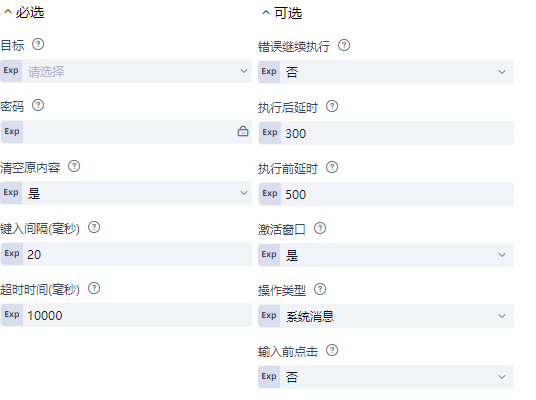 必选
目标
Exp 请选择
密码
Exp
清空原内容
Exp 是
键入间隔(毫秒)
Exp 20
超时时间(毫秒)
Exp 10000
可选
错误继续执行
Exp 否
执行后延时
Exp 300
执行前延时
Exp 500
激活窗口
Exp 是
操作类型
Exp 系统消息
输入前点击
Exp 否